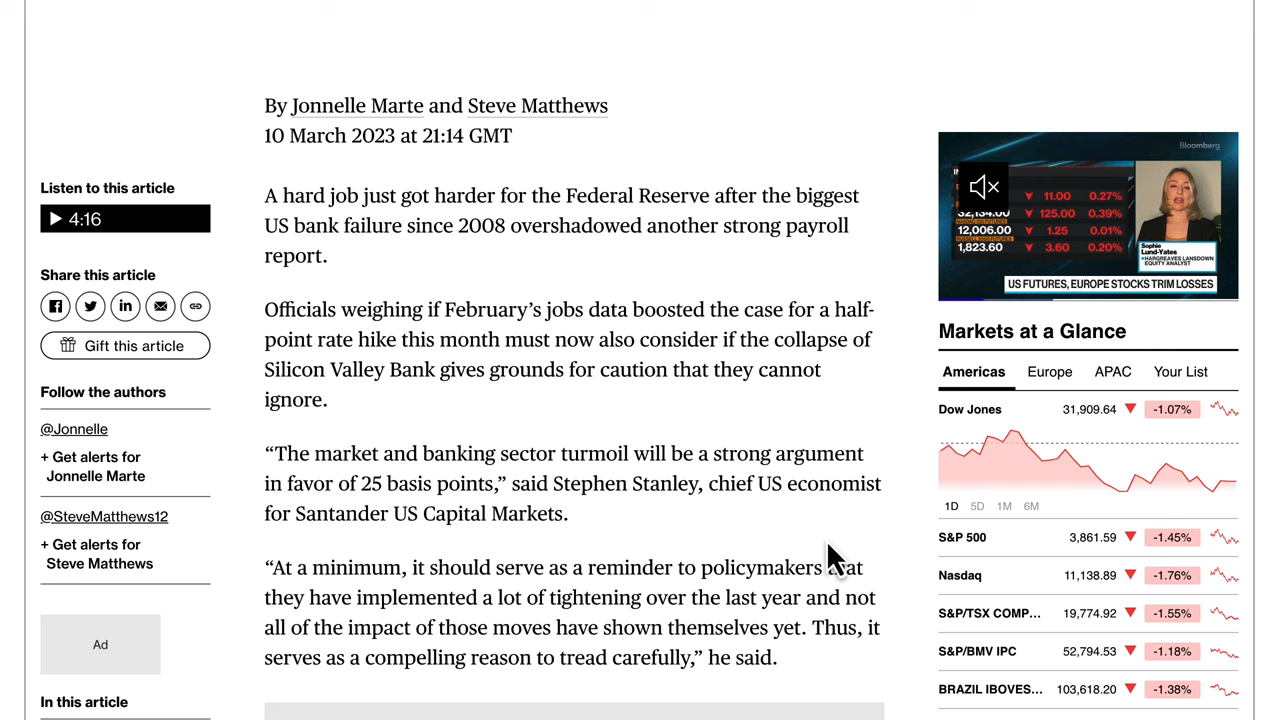 By Jonnelle Marte and Steve Matthews
10 March 2023 at 21:14 GMT
Listen to this article
4:16
Share this article
Gift this article
Follow the authors
@Jonnelle
+ Get alerts for
Jonnelle Marte
@SteveMatthews12
+ Get alerts for
Steve Matthews
Ad
In this article
A hard job just got harder for the Federal Reserve after the biggest
US bank failure since 2008 overshadowed another strong payroll
report.
Officials weighing if February’s jobs data boosted the case for a half-
point rate hike this month must now also consider if the collapse of
Silicon Valley Bank gives grounds for caution that they cannot
ignore.
“The market and banking sector turmoil will be a strong argument
in favor of 25 basis points,” said Stephen Stanley, chief US economist
for Santander US Capital Markets.
“At a minimum, it should serve as a reminder to policymakers that
they have implemented a lot of tightening over the last year and not
all of the impact of those moves have shown themselves yet. Thus, it
serves as a compelling reason to tread carefully,” he said.
Bloomberg
11.00 0.27%
32,134.00 125.00 0.39%
12,006.00 1.25 0.01%
1,823.60 3.60 0.20%
Sophie
Lund-Yates
HARGREAVES LANSDOWN
EQUITY ANALYST
US FUTURES, EUROPE STOCKS TRIM LOSSES
Markets at a Glance
Americas Europe APAC Your List
Dow Jones 31,909.64 -1.07%
1D 5D 1M 6M
S&P 500 3,861.59 -1.45%
Nasdaq 11,138.89 -1.76%
S&P/TSX COMP... 19,774.92 -1.55%
S&P/BMV IPC 52,794.53 -1.18%
BRAZIL IBOVES... 103,618.20 -1.38%